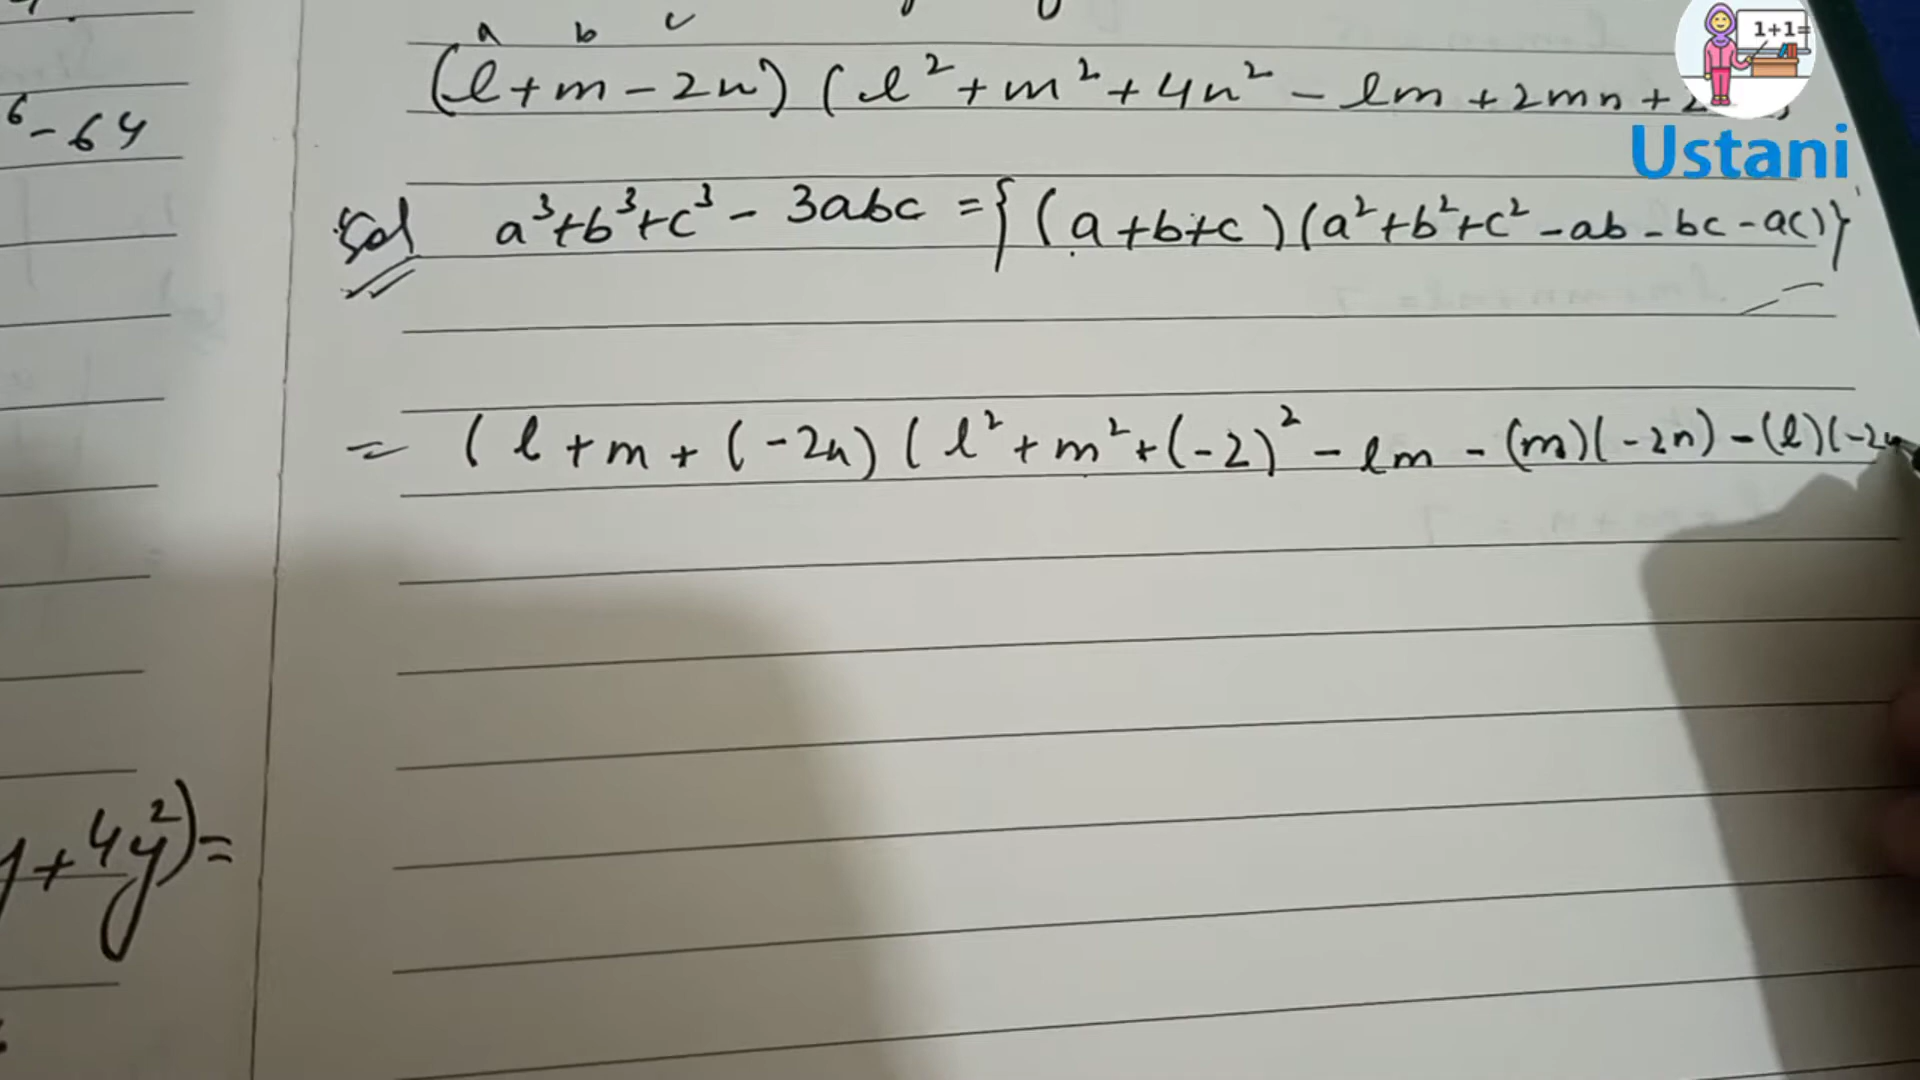 a b c
(l+m-2n) (l²+m²+4n²-lm+2mn+2
1+1=
Ustani
6-64
Sol a³+b³+c³-3abc={(a+b+c)(a²+b²+c²-ab-bc-ac)}
= (l+m+(-2n)(l²+m²+(-2)²-lm-(m)(-2n)-(l)(-2n
y+4y²)=